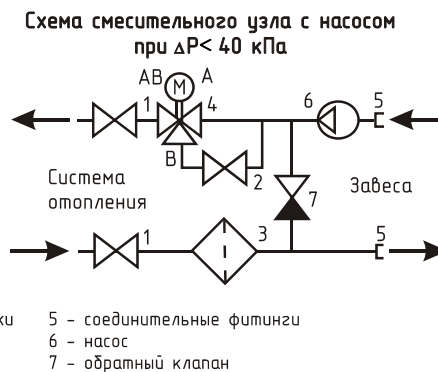 Схема смесительного узла с насосом
при ΔP< 40 кПа
AB M A
1 4 6 5
B
2
Система отопления
Завеса
7
1 3 5
ки 5 - соединительные фитинги
6 - насос
7 - обратный клапан